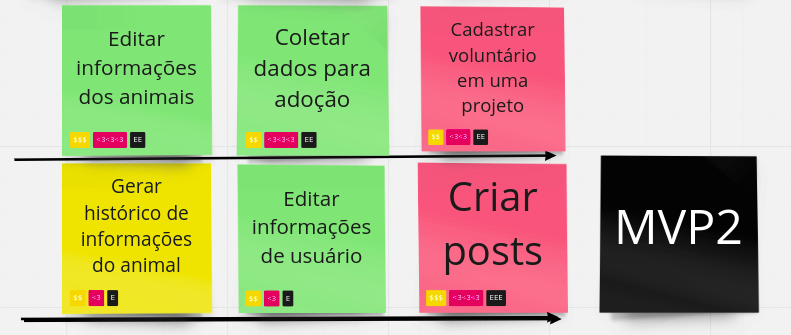 Editar
informações
dos animais
$$$ <3<3<3 EE
Coletar
dados para
adoção
$$ <3<3<3 EE
Cadastrar
voluntário
em uma
projeto
$$ <3<3 EE
Gerar
histórico de
informações
do animal
$$ <3 E
Editar
informações
de usuário
$$ <3 E
Criar
posts
$$$ <3<3<3 EEE
MVP2